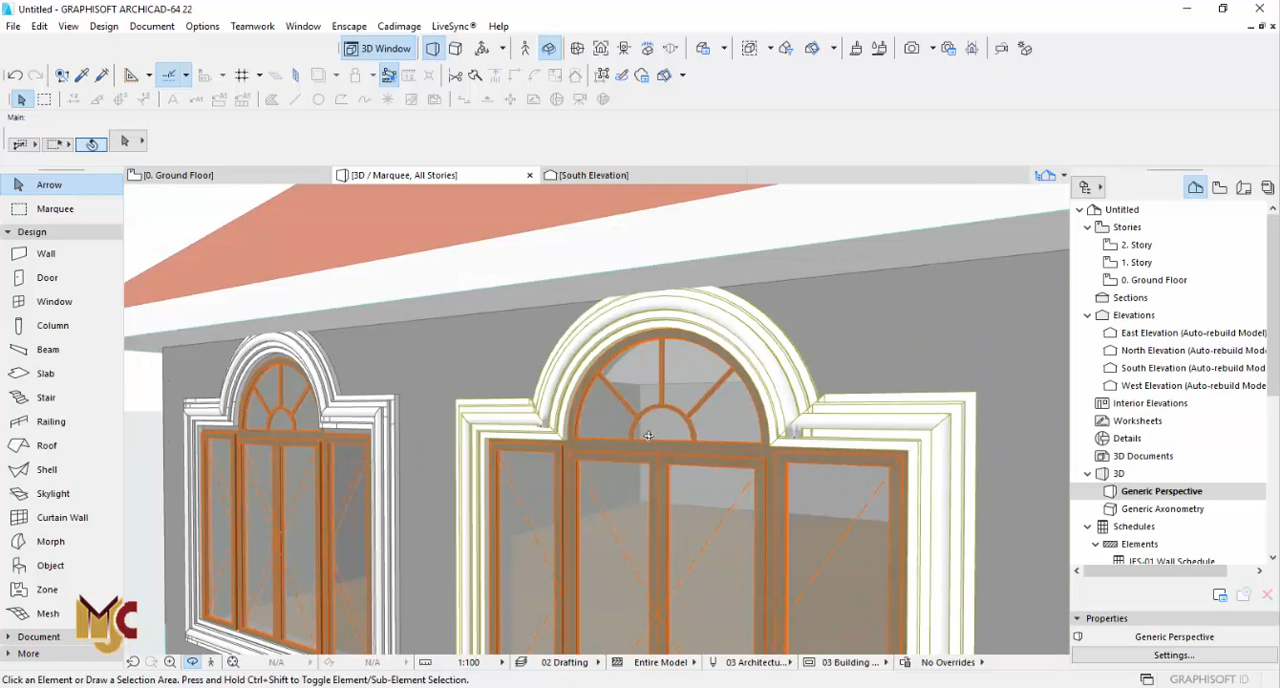 Untitled - GRAPHISOFT ARCHICAD-64 22
File Edit View Design Document Options Teamwork Window Enscape Cadimage LiveSync® Help
3D Window
Main:
[0. Ground Floor]
[3D / Marquee, All Stories]
[South Elevation]
Arrow
Marquee
Design
Wall
Door
Window
Column
Beam
Slab
Stair
Railing
Roof
Shell
Skylight
Curtain Wall
Morph
Object
Zone
Mesh
Document
More
MJC
Untitled
Stories
2. Story
1. Story
0. Ground Floor
Sections
Elevations
East Elevation (Auto-rebuild Model)
North Elevation (Auto-rebuild Mode
South Elevation (Auto-rebuild Mode
West Elevation (Auto-rebuild Mode
Interior Elevations
Worksheets
Details
3D Documents
3D
Generic Perspective
Generic Axonometry
Schedules
Elements
IFS-01 Wall Schedule
Properties
Generic Perspective
Settings...
N/A N/A 1:100 02 Drafting Entire Model 03 Architectu... 03 Building ... No Overrides
Click an Element or Draw a Selection Area. Press and Hold Ctrl+Shift to Toggle Element/Sub-Element Selection.
GRAPHISOFT ID